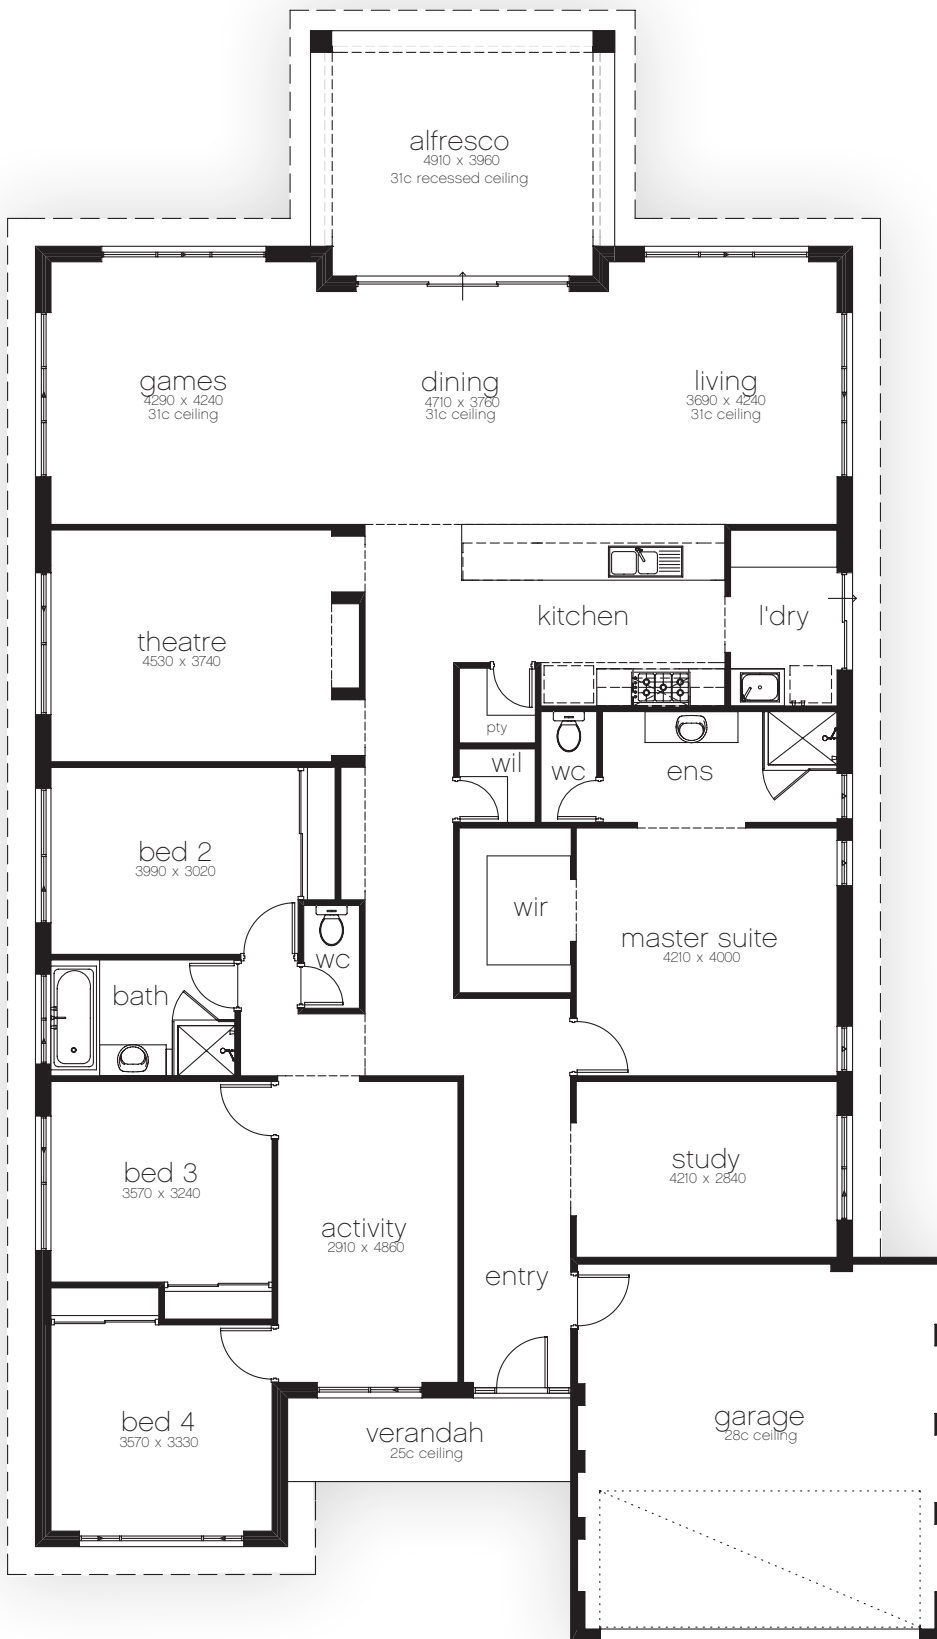 alfresco
4910 x 3960
31c recessed ceiling
games
4290 x 4240
31c ceiling
dining
4710 x 3760
31c ceiling
living
3690 x 4240
31c ceiling
theatre
4530 x 3740
kitchen
l'dry
pty
wil
wc
ens
bed 2
3990 x 3020
wir
master suite
4210 x 4000
wc
bath
bed 3
3570 x 3240
study
4210 x 2840
activity
2910 x 4860
entry
bed 4
3570 x 3330
verandah
25c ceiling
garage
28c ceiling